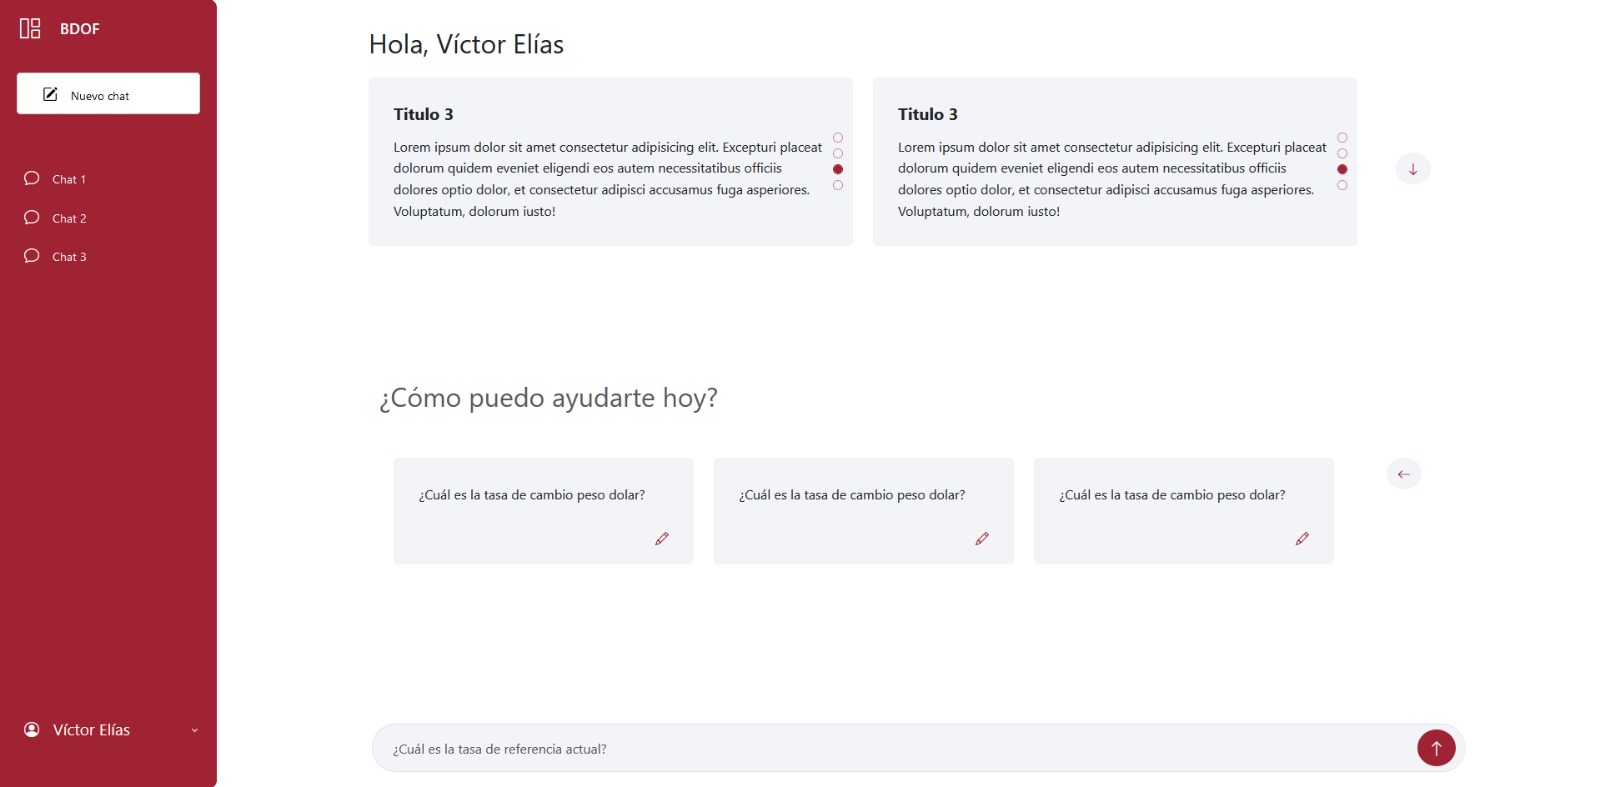 BDOF
Nuevo chat
Chat 1
Chat 2
Chat 3
Víctor Elías
Hola, Víctor Elías
Titulo 3
Lorem ipsum dolor sit amet consectetur adipisicing elit. Excepturi placeat
dolorum quidem eveniet eligendi eos autem necessitatibus officiis
dolores optio dolor, et consectetur adipisci accusamus fuga asperiores.
Voluptatum, dolorum iusto!
Titulo 3
Lorem ipsum dolor sit amet consectetur adipisicing elit. Excepturi placeat
dolorum quidem eveniet eligendi eos autem necessitatibus officiis
dolores optio dolor, et consectetur adipisci accusamus fuga asperiores.
Voluptatum, dolorum iusto!
¿Cómo puedo ayudarte hoy?
¿Cuál es la tasa de cambio peso dolar?
¿Cuál es la tasa de cambio peso dolar?
¿Cuál es la tasa de cambio peso dolar?
¿Cuál es la tasa de referencia actual?